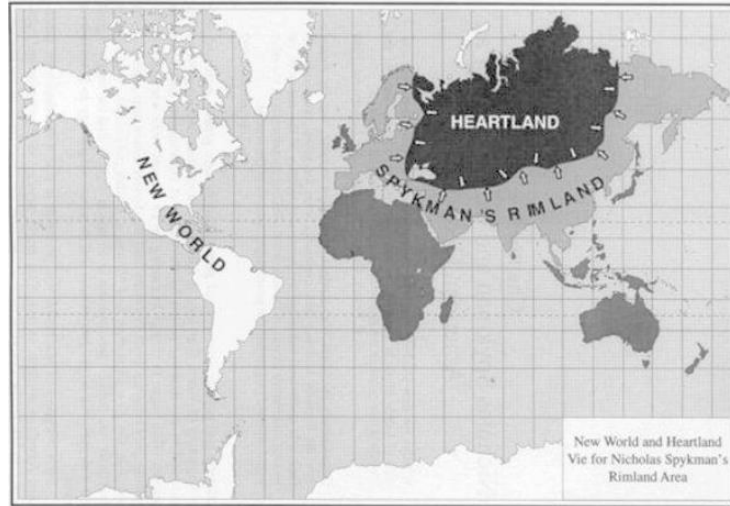 HEARTLAND
NEW WORLD
SPYKMAN'S RIMLAND
New World and Heartland
Vie for Nicholas Spykman's
Rimland Area